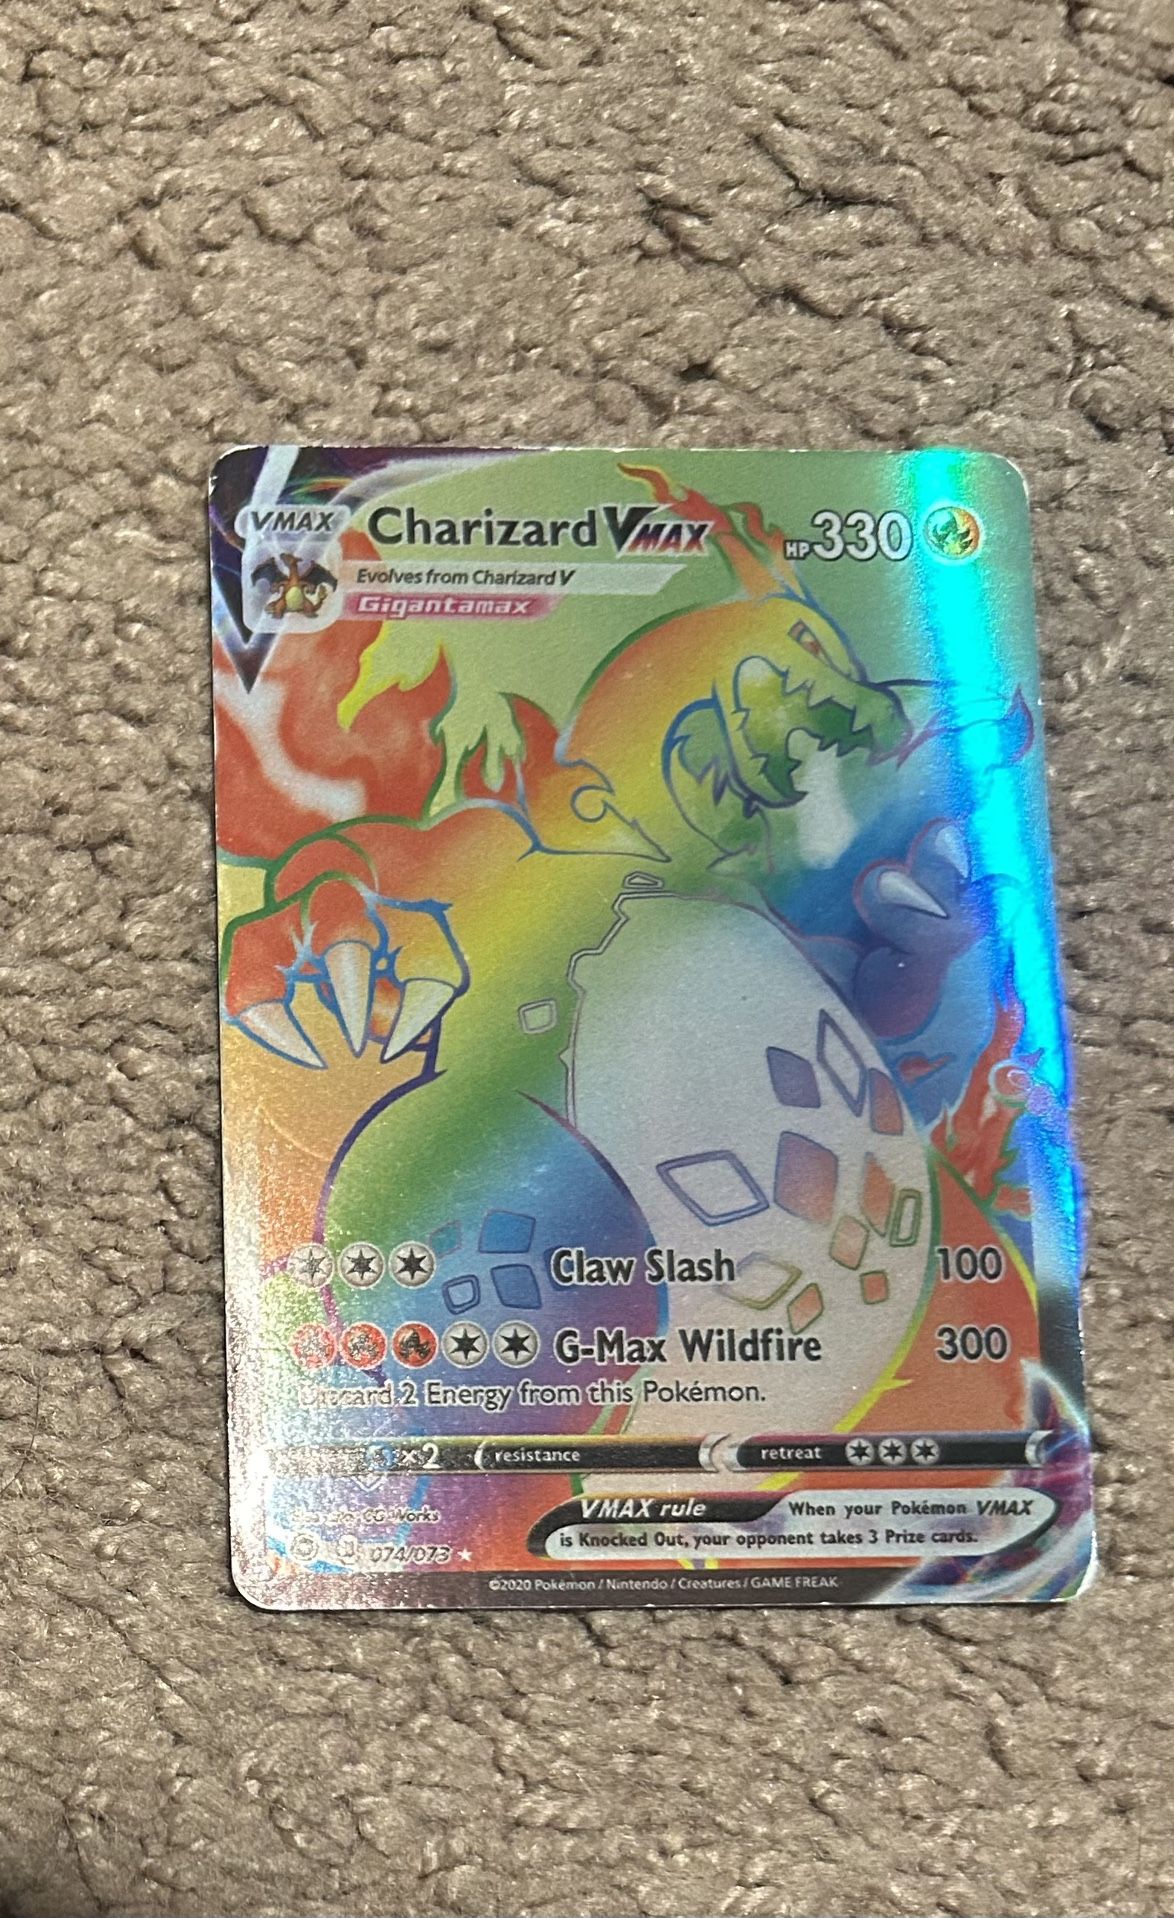 VMAX
Charizard VMAX
HP 330
Evolves from Charizard V
Gigantamax
Claw Slash 100
G-Max Wildfire 300
Discard 2 Energy from this Pokémon.
×2 resistance retreat
VMAX rule When your Pokémon VMAX
is Knocked Out, your opponent takes 3 Prize cards.
CG Works
074/073
©2020 Pokémon / Nintendo / Creatures / GAME FREAK